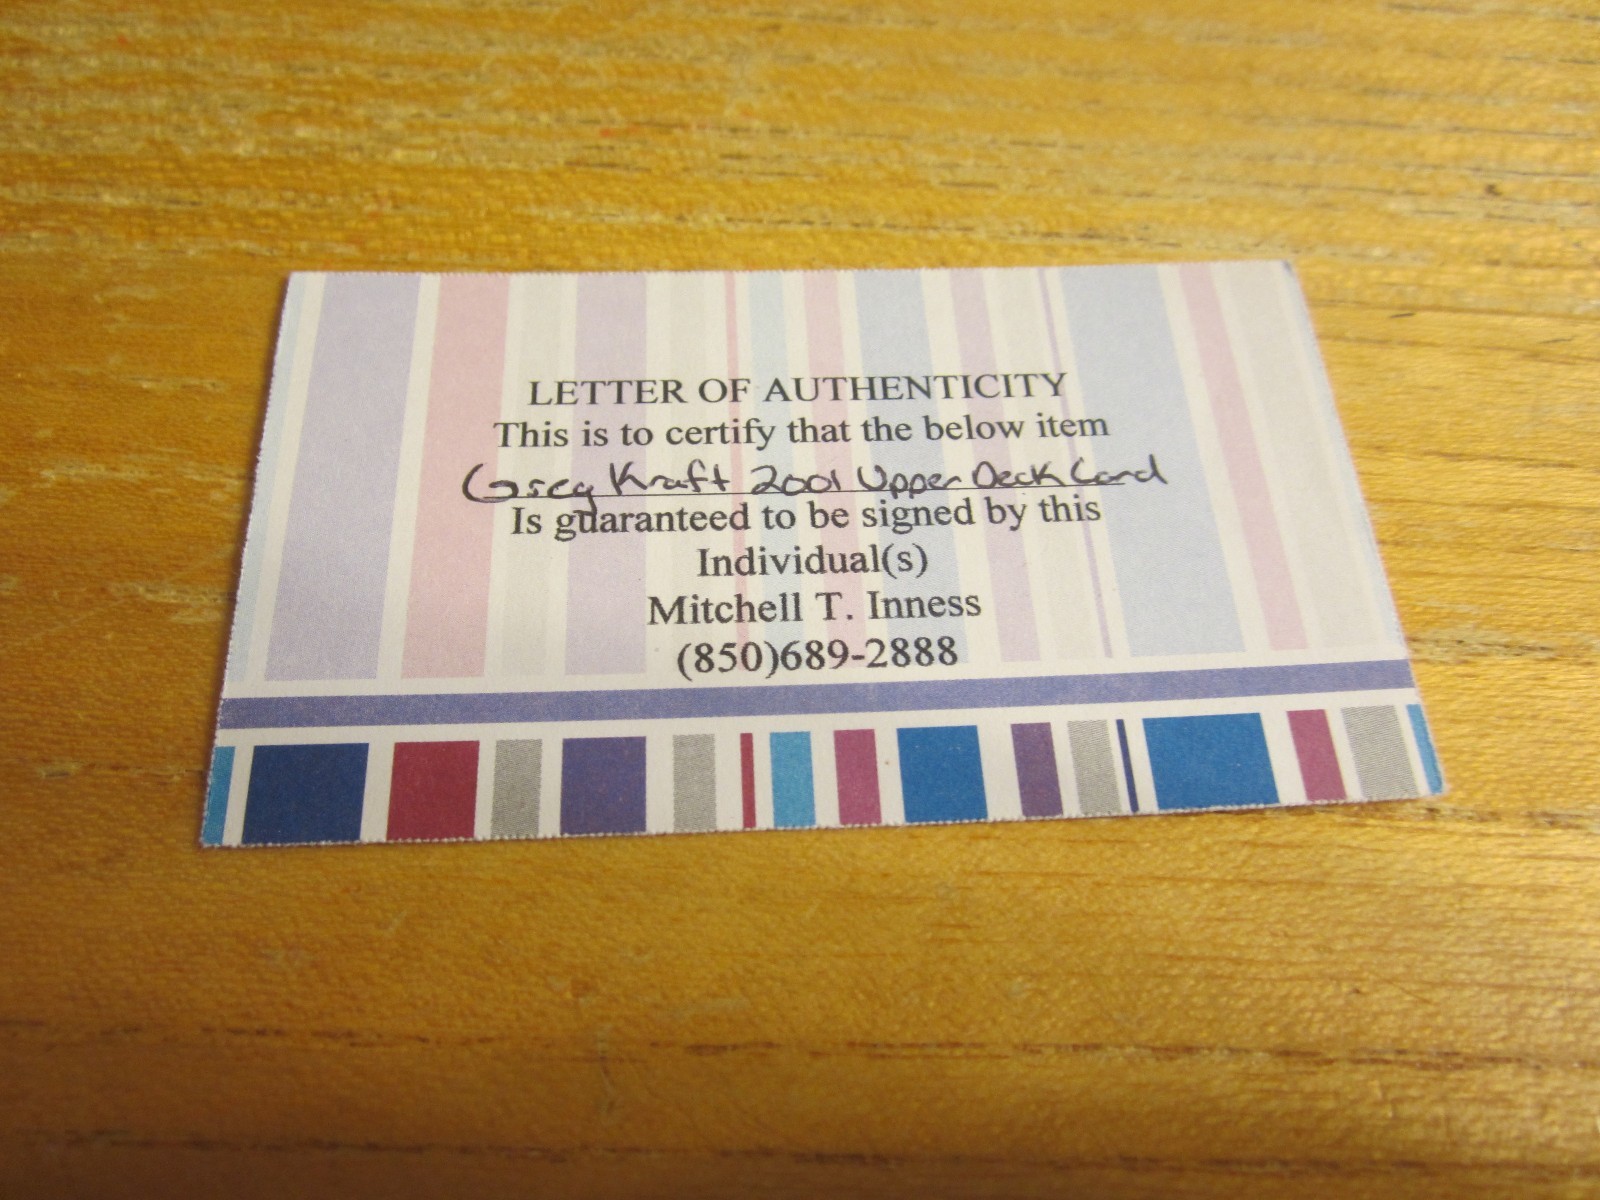 LETTER OF AUTHENTICITY
This is to certify that the below item
Greg Kraft 2001 Upper Deck Card
Is guaranteed to be signed by this
Individual(s)
Mitchell T. Inness
(850)689-2888